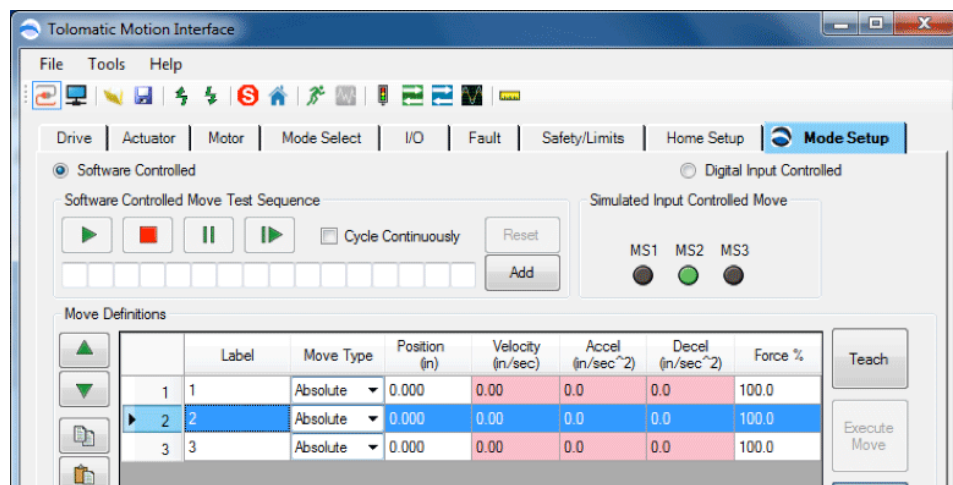 Tolomatic Motion Interface
File Tools Help
Drive Actuator Motor Mode Select I/O Fault Safety/Limits Home Setup Mode Setup
Software Controlled Digital Input Controlled
Software Controlled Move Test Sequence Simulated Input Controlled Move
Cycle Continuously Reset
MS1 MS2 MS3
Add
Move Definitions
Label Move Type Position (in) Velocity (in/sec) Accel (in/sec^2) Decel (in/sec^2) Force % Teach
1 1 Absolute 0.000 0.00 0.0 0.0 100.0
2 2 Absolute 0.000 0.00 0.0 0.0 100.0
Execute Move
3 3 Absolute 0.000 0.00 0.0 0.0 100.0